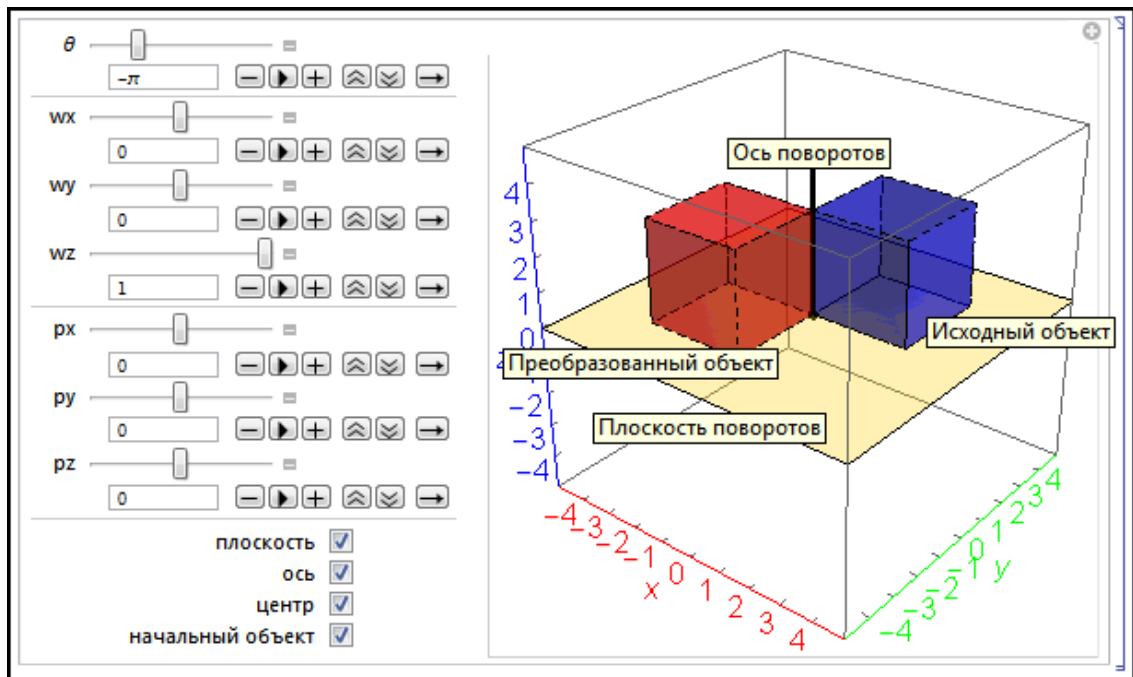 θ
−π
wx
0
wy
0
wz
1
px
0
py
0
pz
0
плоскость
ось
центр
начальный объект
Ось поворотов
Исходный объект
Преобразованный объект
Плоскость поворотов
4
3
2
1
0
−2
−3
−4
−4 −3 −2 −1 0 1 2 3 4
x
−4 −3 −2 −1 0 1 2 3 4
y